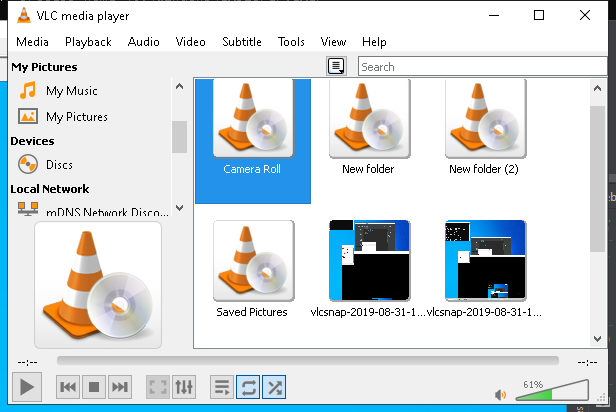 VLC media player
Media Playback Audio Video Subtitle Tools View Help
My Pictures
Search
My Music
My Pictures
Devices
Discs
Local Network
mDNS Network Disco...
Camera Roll
New folder
New folder (2)
Saved Pictures
vlcsnap-2019-08-31-1...
vlcsnap-2019-08-31-1...
--:--
--:--
61%